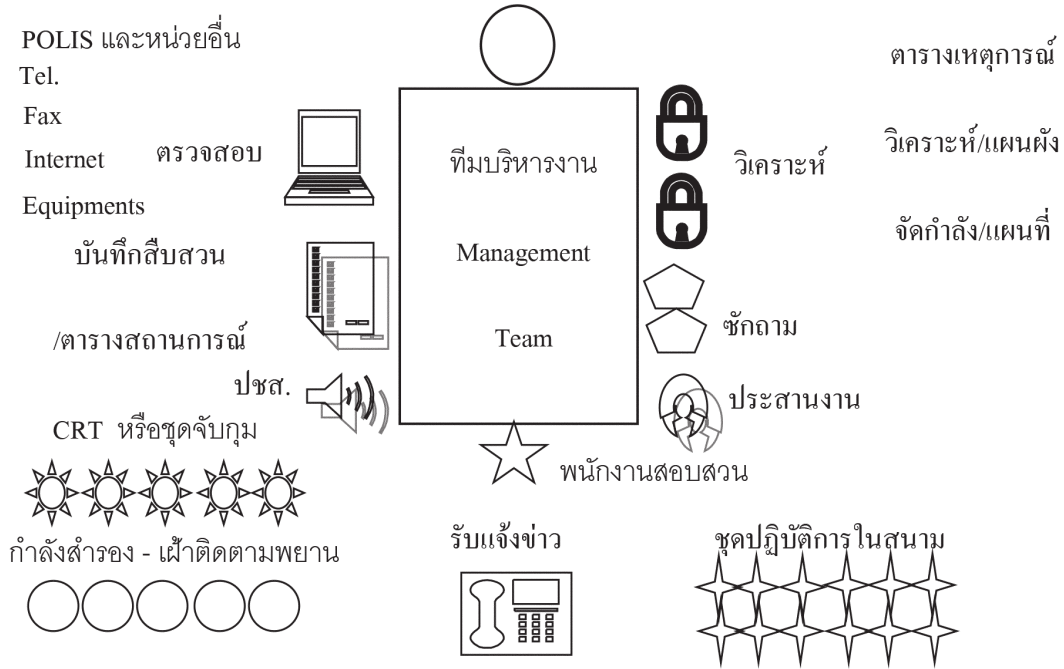 POLIS และหน่วยอื่น
Tel.
Fax
Internet
Equipments
ตรวจสอบ
บันทึกสืบสวน
/ตารางสถานการณ์
ปชส.
CRT หรือชุดจับกุม
กำลังสำรอง - เฝ้าติดตามพยาน
ทีมบริหารงาน
Management
Team
พนักงานสอบสวน
รับแจ้งข่าว
วิเคราะห์
ซักถาม
ประสานงาน
ตารางเหตุการณ์
วิเคราะห์/แผนผัง
จัดกำลัง/แผนที่
ชุดปฏิบัติการในสนาม